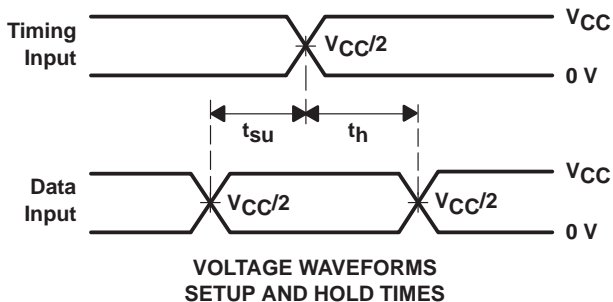 Timing
Input
VCC/2
VCC
0 V
tsu
th
Data
Input
VCC/2
VCC/2
VCC
0 V
VOLTAGE WAVEFORMS
SETUP AND HOLD TIMES